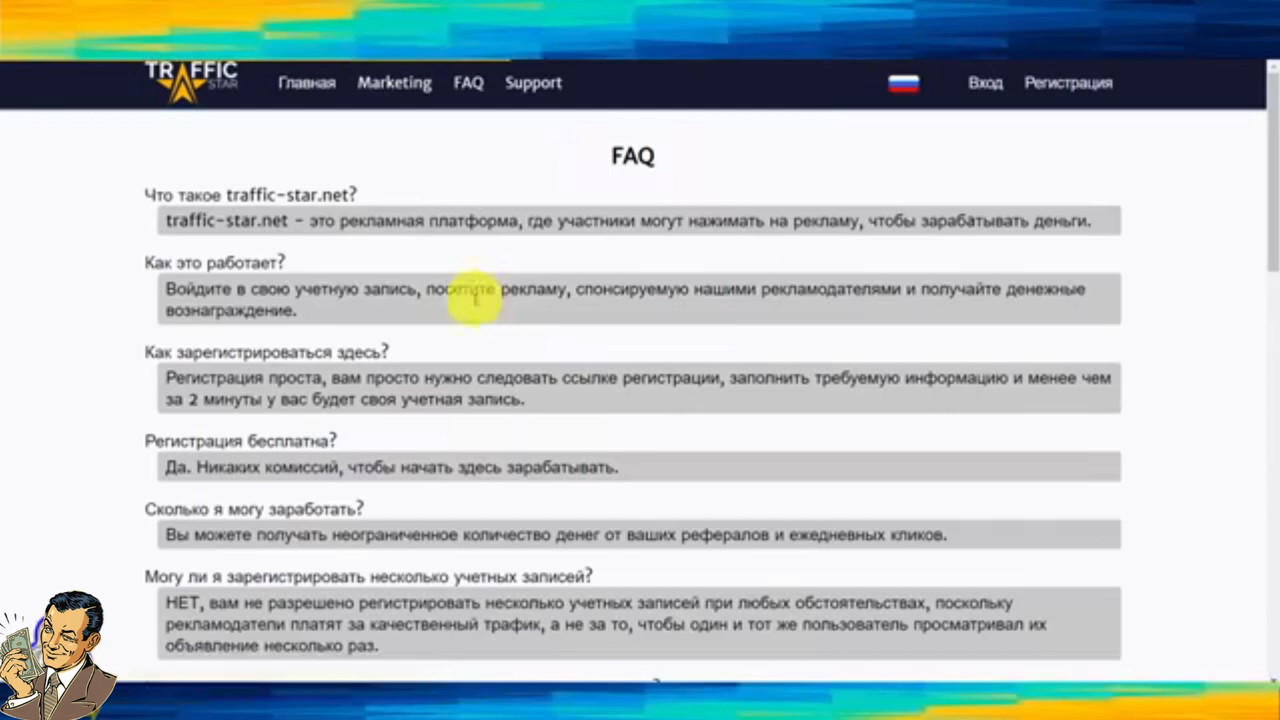 TRAFFIC
STAR
Главная Marketing FAQ Support Вход Регистрация
FAQ
Что такое traffic-star.net?
traffic-star.net - это рекламная платформа, где участники могут нажимать на рекламу, чтобы зарабатывать деньги.
Как это работает?
Войдите в свою учетную запись, посетите рекламу, спонсируемую нашими рекламодателями и получайте денежные
вознаграждение.
Как зарегистрироваться здесь?
Регистрация проста, вам просто нужно следовать ссылке регистрации, заполнить требуемую информацию и менее чем
за 2 минуты у вас будет своя учетная запись.
Регистрация бесплатна?
Да. Никаких комиссий, чтобы начать здесь зарабатывать.
Сколько я могу заработать?
Вы можете получать неограниченное количество денег от ваших рефералов и ежедневных кликов.
Могу ли я зарегистрировать несколько учетных записей?
НЕТ, вам не разрешено регистрировать несколько учетных записей при любых обстоятельствах, поскольку
рекламодатели платят за качественный трафик, а не за то, чтобы один и тот же пользователь просматривал их
объявление несколько раз.